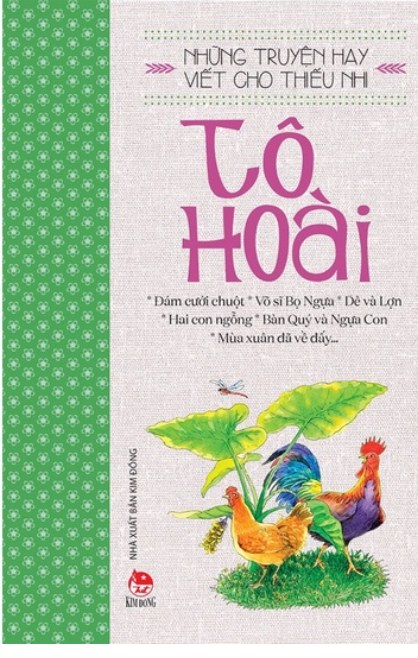 NHỮNG TRUYỆN HAY
VIẾT CHO THIẾU NHI
TÔ
HOÀI
* Đám cưới chuột * Võ sĩ Bọ Ngựa * Dê và Lợn
* Hai con ngỗng * Bàn Quý và Ngựa Con
* Mùa xuân đã về đấy...
NHÀ XUẤT BẢN KIM ĐỒNG
KIM ĐỒNG